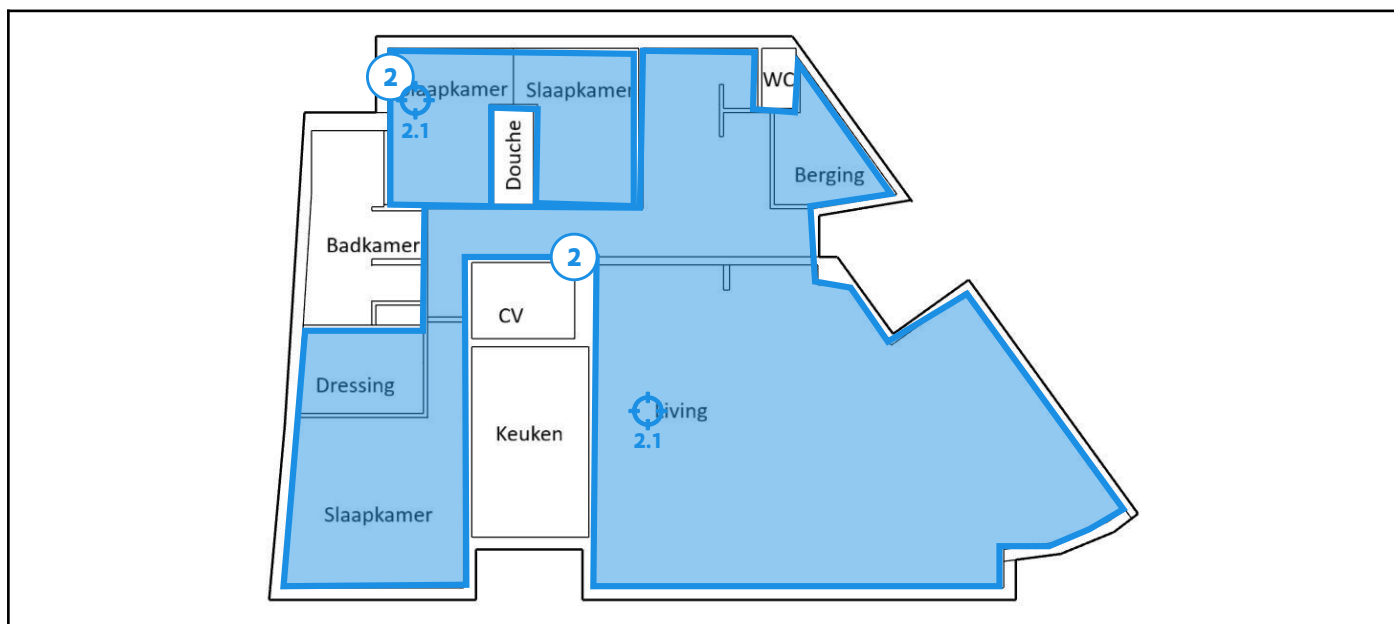 WC
2
Slaapkamer
Slaapkamer
2.1
Douche
Berging
Badkamer
2
CV
Dressing
Living
Keuken
2.1
Slaapkamer